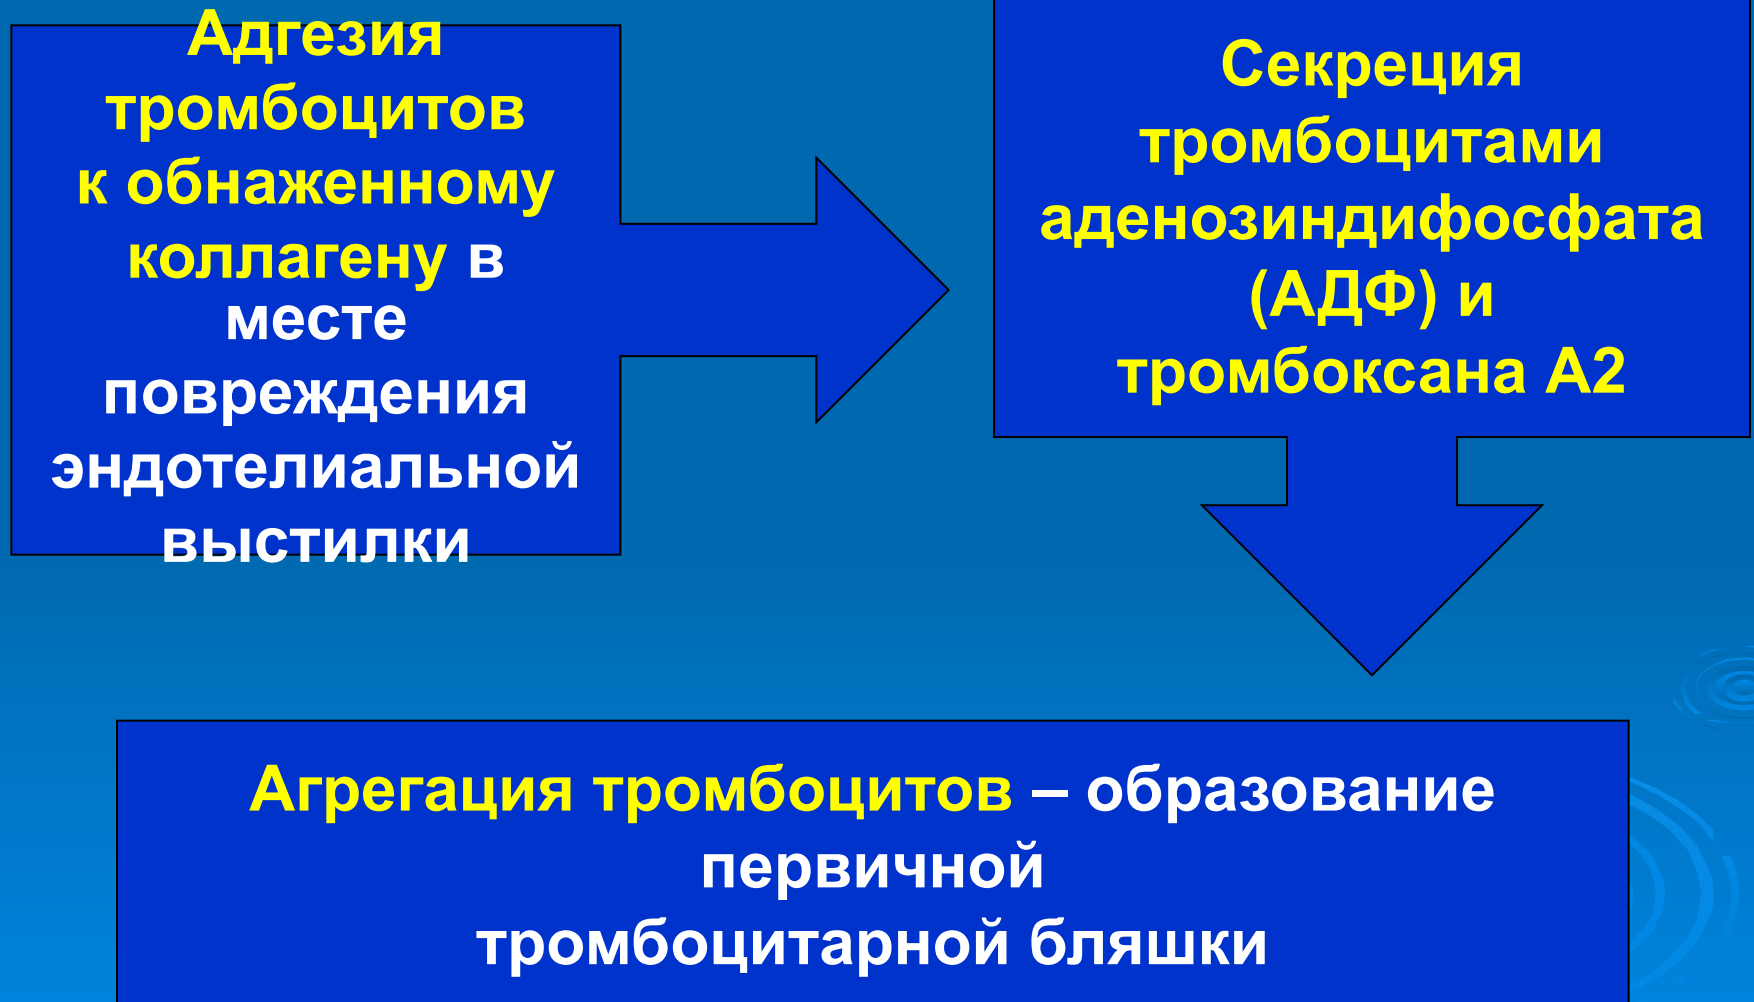 Адгезия
тромбоцитов
к обнаженному
коллагену в
месте
повреждения
эндотелиальной
выстилки
Секреция
тромбоцитами
аденозиндифосфата
(АДФ) и
тромбоксана А2
Агрегация тромбоцитов – образование
первичной
тромбоцитарной бляшки